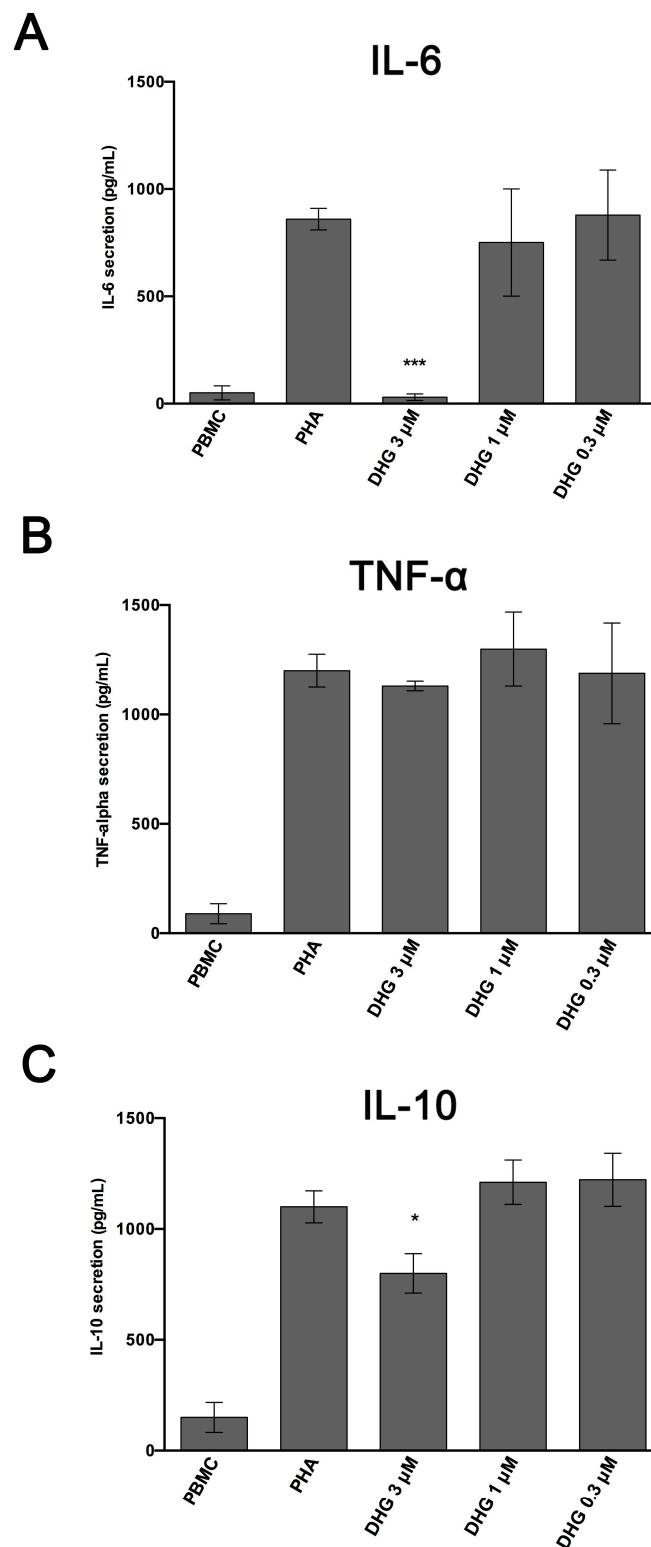 A
IL-6
1500
1000
500
0
IL-6 secretion (pg/mL)
***
PBMC
PHA
DHG 3 µM
DHG 1 µM
DHG 0.3 µM
B
TNF-α
1500
1000
500
0
TNF-alpha secretion (pg/mL)
PBMC
PHA
DHG 3 µM
DHG 1 µM
DHG 0.3 µM
C
IL-10
1500
1000
500
0
IL-10 secretion (pg/mL)
*
PBMC
PHA
DHG 3 µM
DHG 1 µM
DHG 0.3 µM